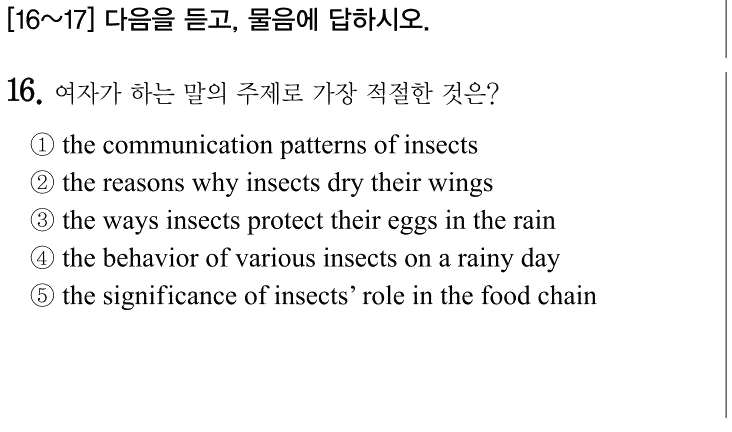 [16~17] 다음을 듣고, 물음에 답하시오.
16. 여자가 하는 말의 주제로 가장 적절한 것은?
① the communication patterns of insects
② the reasons why insects dry their wings
③ the ways insects protect their eggs in the rain
④ the behavior of various insects on a rainy day
⑤ the significance of insects’ role in the food chain